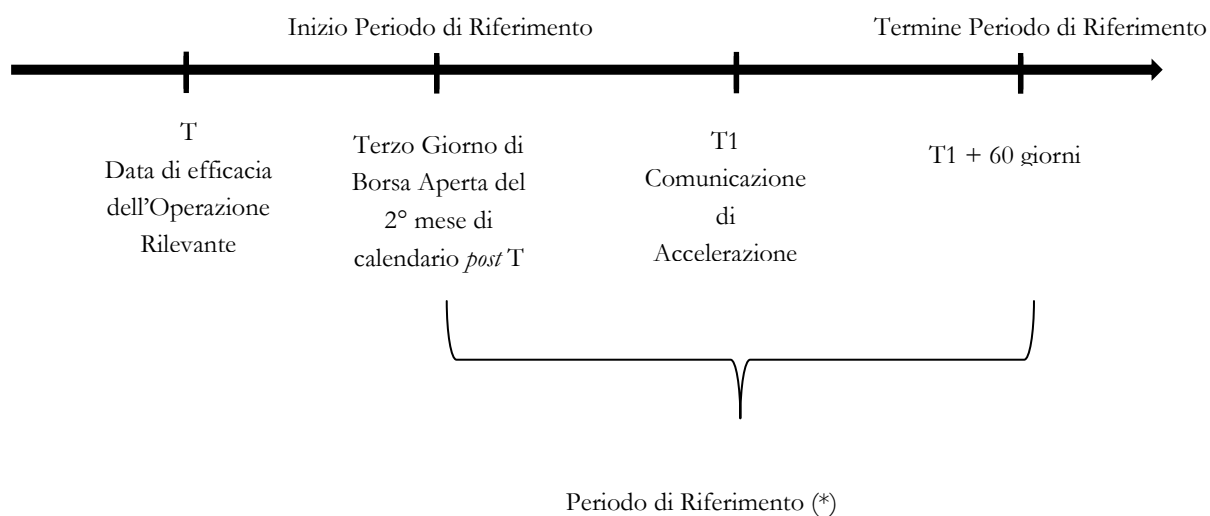 Inizio Periodo di Riferimento
Termine Periodo di Riferimento
T
Data di efficacia
dell'Operazione
Rilevante
Terzo Giorno di
Borsa Aperta del
2° mese di
calendario post T
T1
Comunicazione
di
Accelerazione
T1 + 60 giorni
Periodo di Riferimento (*)